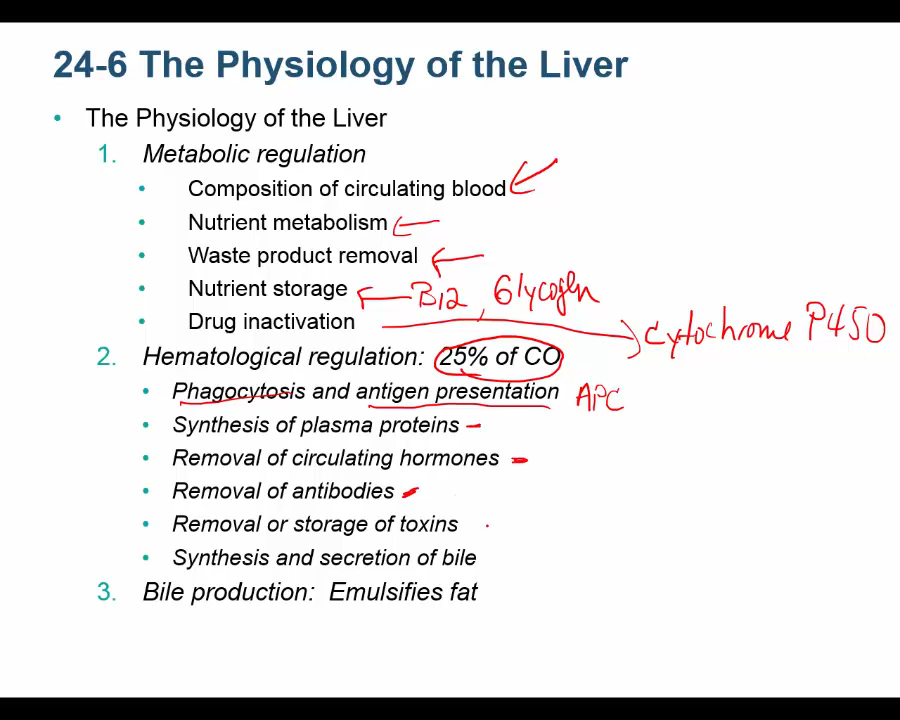 24-6 The Physiology of the Liver
• The Physiology of the Liver
1. Metabolic regulation
• Composition of circulating blood
• Nutrient metabolism
• Waste product removal
• Nutrient storage B12, Glycogen
• Drug inactivation Cytochrome P450
2. Hematological regulation: 25% of CO
• Phagocytosis and antigen presentation APC
• Synthesis of plasma proteins
• Removal of circulating hormones
• Removal of antibodies
• Removal or storage of toxins
• Synthesis and secretion of bile
3. Bile production: Emulsifies fat